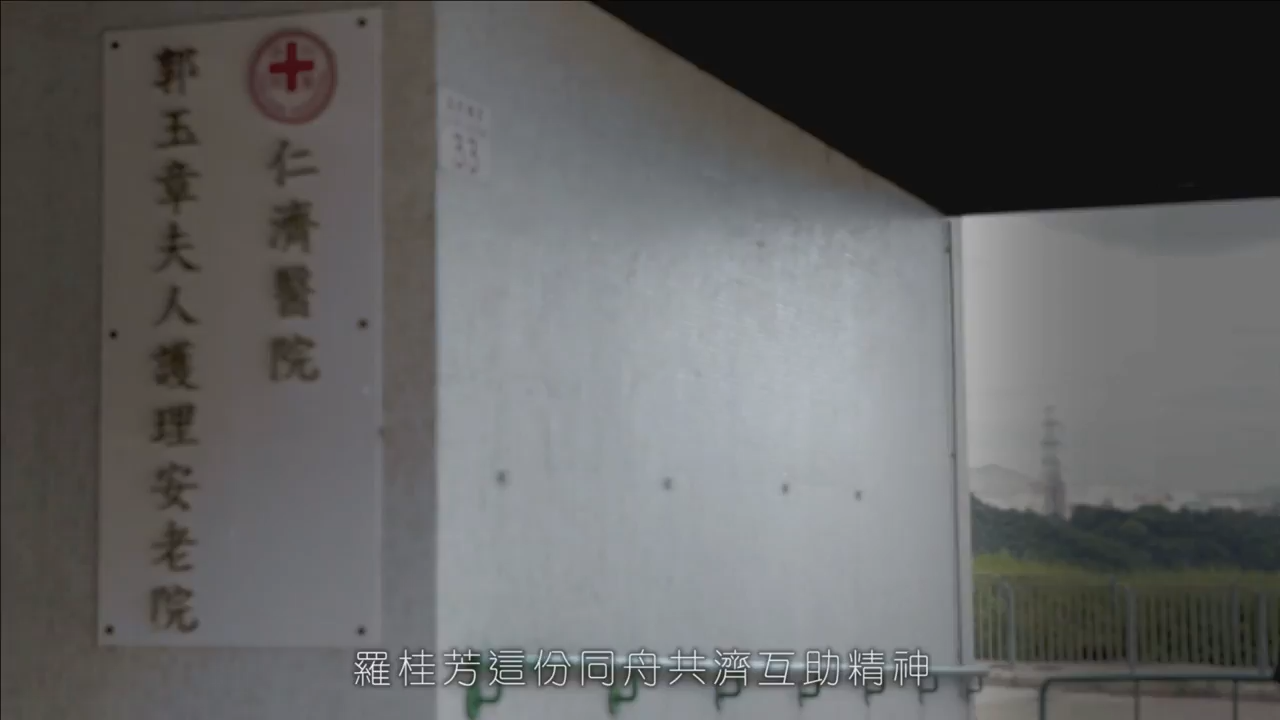 仁濟醫院
郭玉章夫人護理安老院
33
羅桂芳這份同舟共濟互助精神